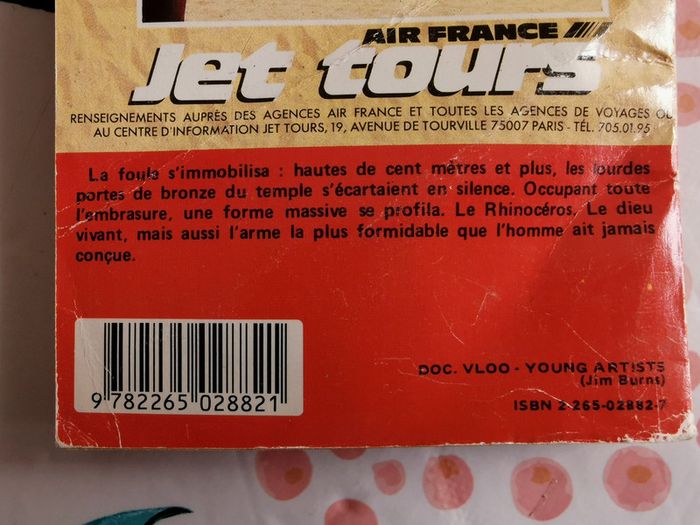 AIR FRANCE
Jet tours
RENSEIGNEMENTS AUPRÈS DES AGENCES AIR FRANCE ET TOUTES LES AGENCES DE VOYAGES OU
AU CENTRE D'INFORMATION JET TOURS, 19, AVENUE DE TOURVILLE 75007 PARIS - TÉL. 705.01.95
La foule s'immobilisa : hautes de cent mètres et plus, les lourdes
portes de bronze du temple s'écartaient en silence. Occupant toute
l'embrasure, une forme massive se profila. Le Rhinocéros. Le dieu
vivant, mais aussi l'arme la plus formidable que l'homme ait jamais
conçue.
9 782265 028821
DOC. VLOO - YOUNG ARTISTS
(Jim Burns)
ISBN 2-265-02882-7